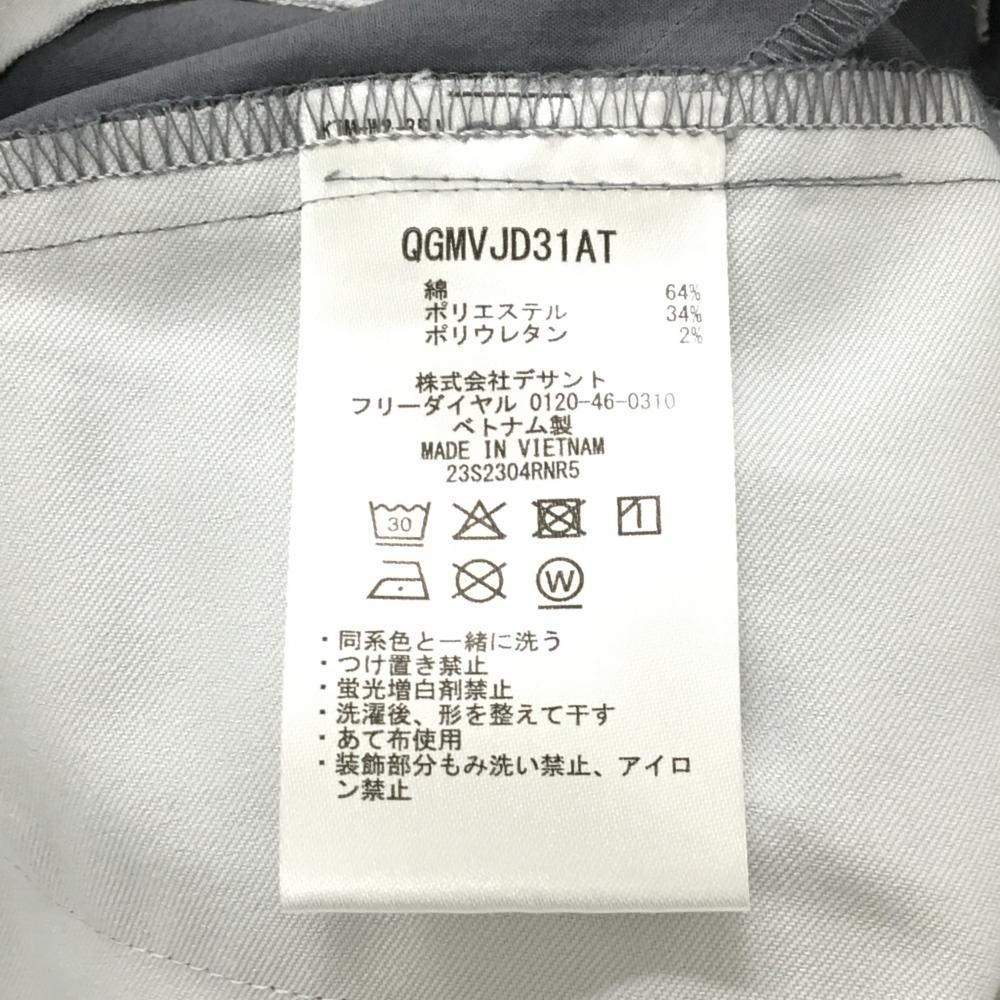 QGMVJD31AT
綿 64%
ポリエステル 34%
ポリウレタン 2%
株式会社デサント
フリーダイヤル 0120-46-0310
ベトナム製
MADE IN VIETNAM
23S2304RNR5
30
W
・同系色と一緒に洗う
・つけ置き禁止
・蛍光増白剤禁止
・洗濯後、形を整えて干す
・あて布使用
・装飾部分もみ洗い禁止、アイロ
ン禁止